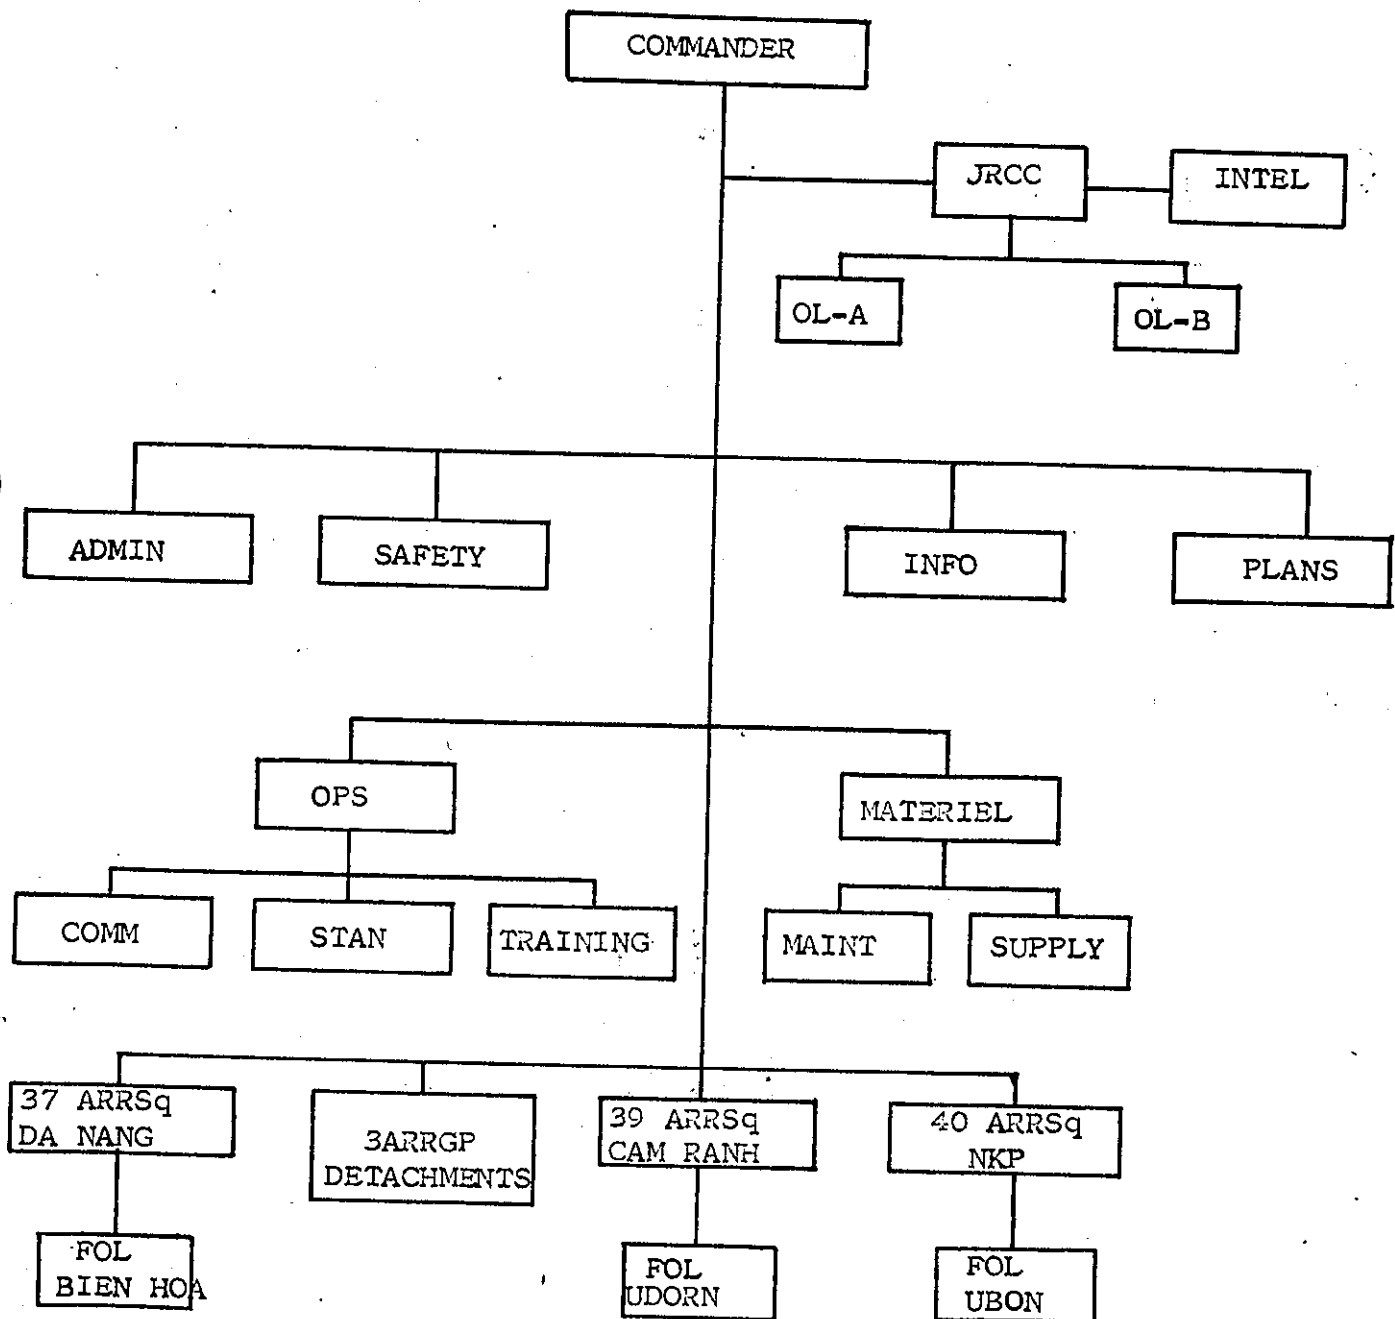 COMMANDER
JRCC
INTEL
OL-A
OL-B
ADMIN
SAFETY
INFO
PLANS
OPS
MATERIEL
COMM
STAN
TRAINING
MAINT
SUPPLY
37 ARRSq
DA NANG
3ARRGP
DETACHMENTS
39 ARRSq
CAM RANH
40 ARRSq
NKP
FOL
BIEN HOA
FOL
UDORN
FOL
UBON